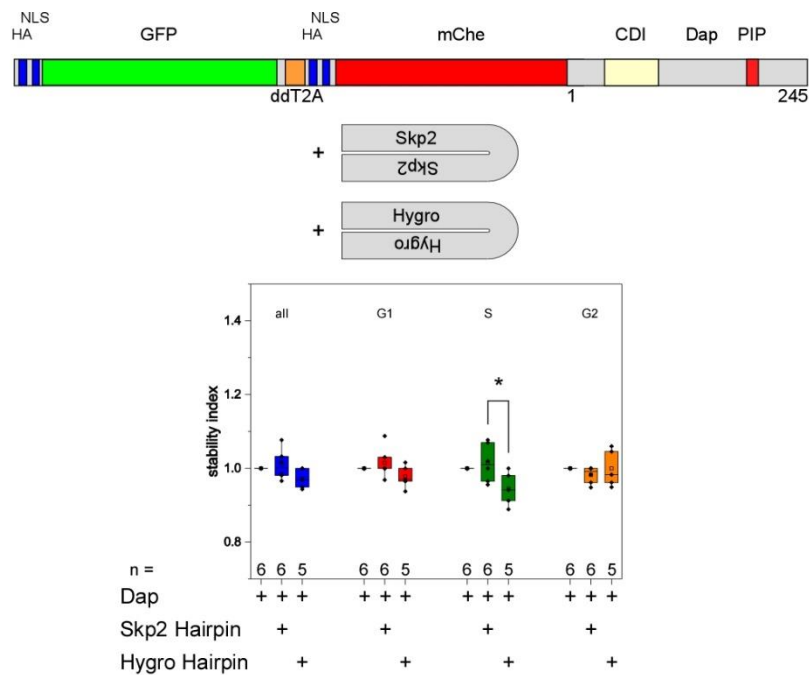 NLS NLS
HA GFP HA mChe CDI Dap PIP
ddT2A 1 245
+ Skp2
Skp2
+ Hygro
Hygro
1.4 all G1 S G2
*
1.2
stability index
1.0
0.8
n = 6 6 5 6 6 5 6 6 5 6 6 5
Dap + + + + + + + + + + + +
Skp2 Hairpin + + + +
Hygro Hairpin + + + +